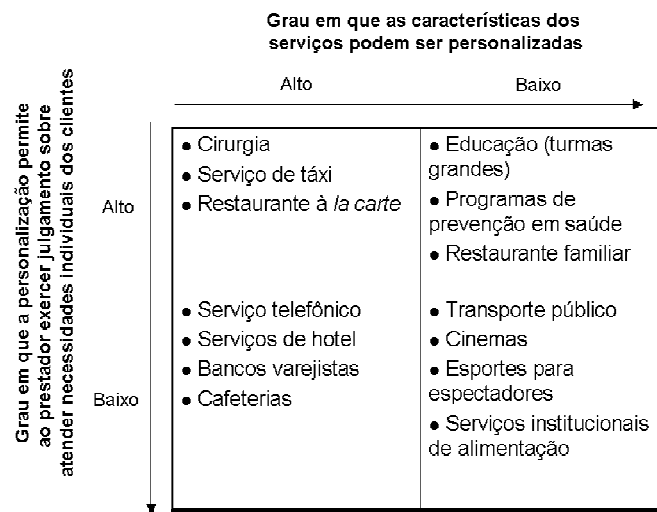 Grau em que as características dos
serviços podem ser personalizadas
Alto
Baixo
Grau em que a personalização permite
ao prestador exercer julgamento sobre
atender necessidades individuais dos clientes
Alto
● Cirurgia
● Serviço de táxi
● Restaurante à la carte
● Educação (turmas
grandes)
● Programas de
prevenção em saúde
● Restaurante familiar
Baixo
● Serviço telefônico
● Serviços de hotel
● Bancos varejistas
● Cafeterias
● Transporte público
● Cinemas
● Esportes para
espectadores
● Serviços institucionais
de alimentação